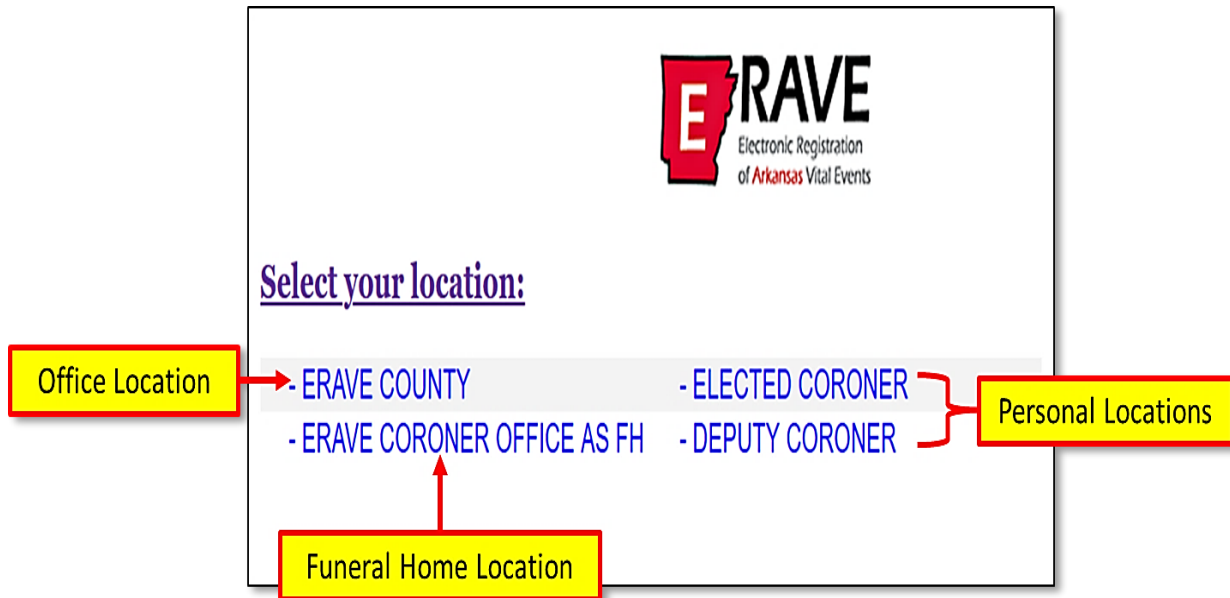 E RAVE
Electronic Registration
of Arkansas Vital Events
Select your location:
Office Location
- ERAVE COUNTY
- ELECTED CORONER
Personal Locations
- ERAVE CORONER OFFICE AS FH
- DEPUTY CORONER
Funeral Home Location